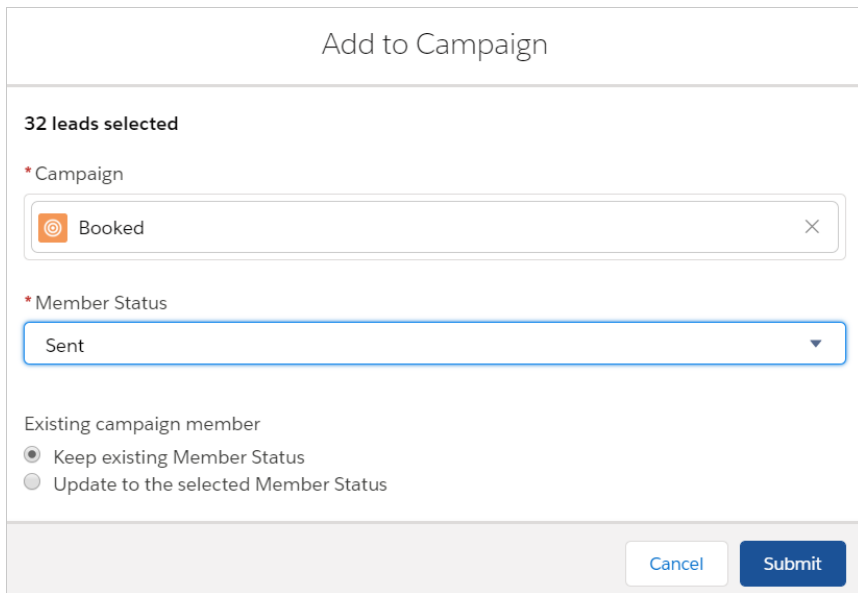 Add to Campaign
32 leads selected
* Campaign
Booked
* Member Status
Sent
Existing campaign member
Keep existing Member Status
Update to the selected Member Status
Cancel
Submit